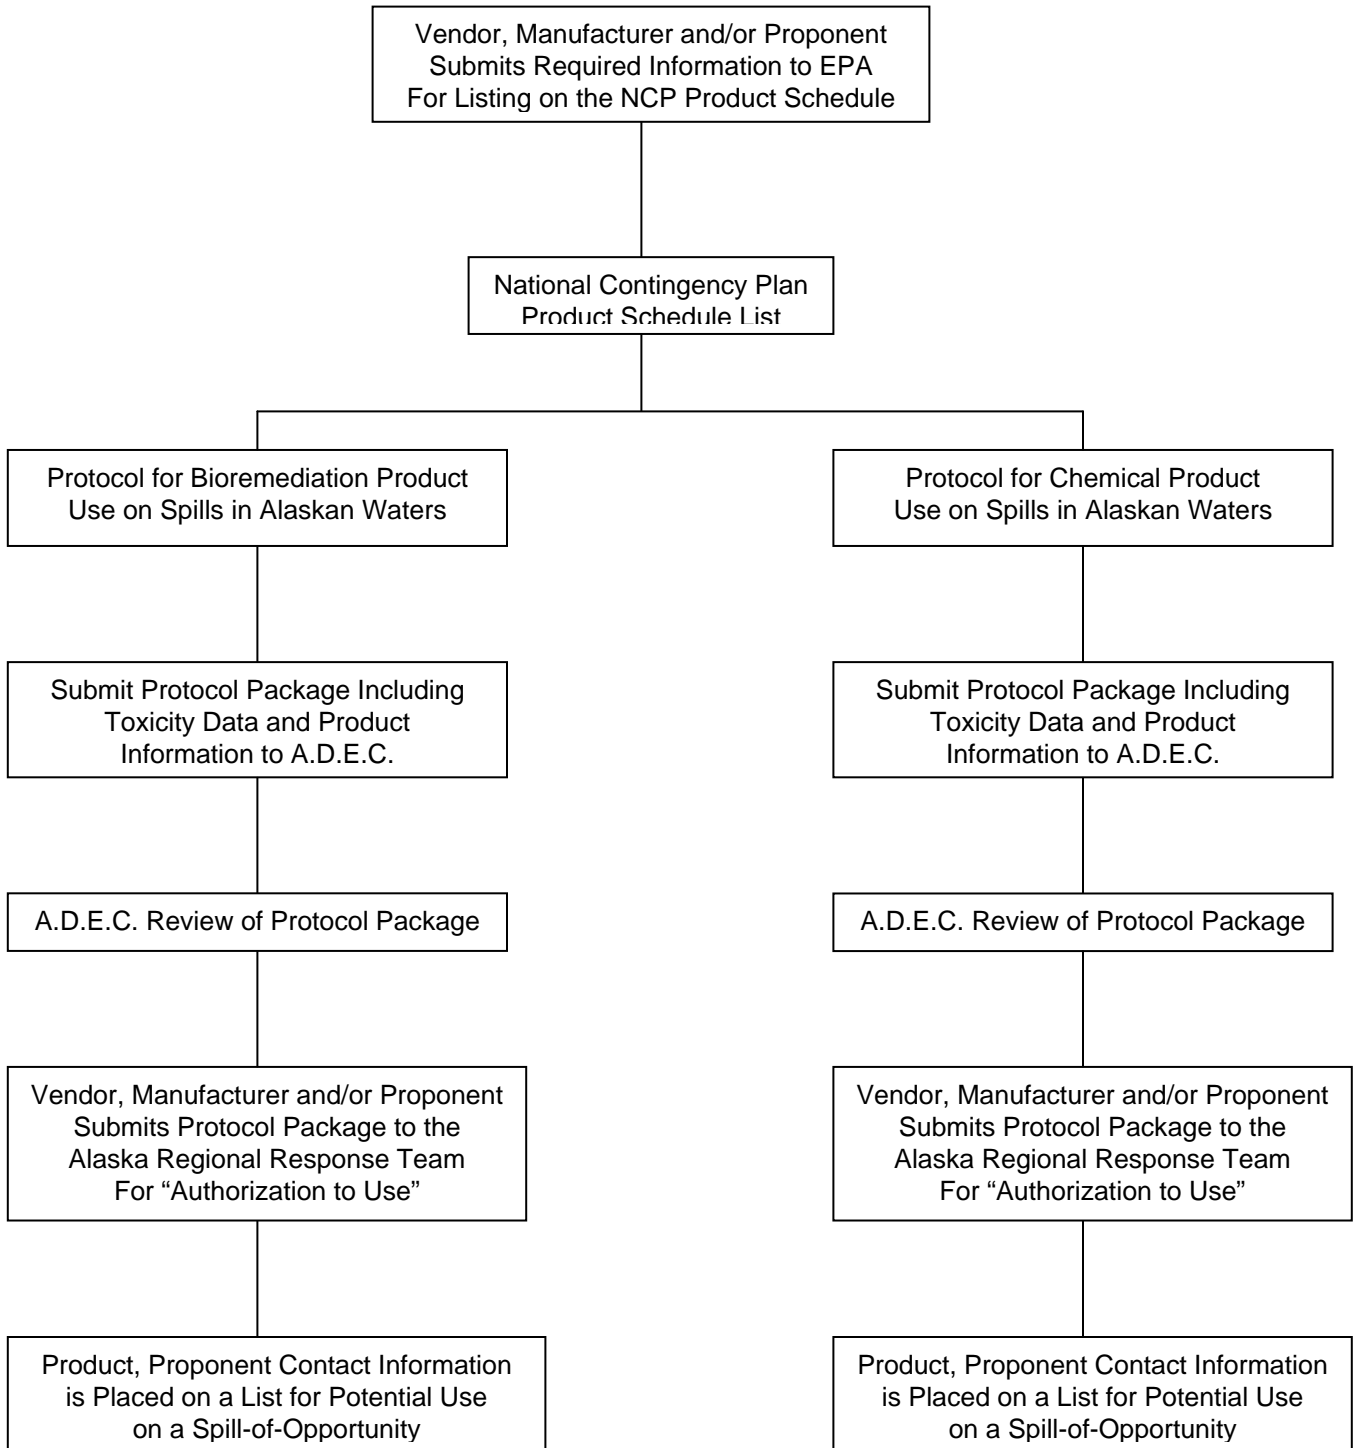 Vendor, Manufacturer and/or Proponent
Submits Required Information to EPA
For Listing on the NCP Product Schedule
National Contingency Plan
Product Schedule List
Protocol for Bioremediation Product
Use on Spills in Alaskan Waters
Submit Protocol Package Including
Toxicity Data and Product
Information to A.D.E.C.
A.D.E.C. Review of Protocol Package
Vendor, Manufacturer and/or Proponent
Submits Protocol Package to the
Alaska Regional Response Team
For “Authorization to Use”
Product, Proponent Contact Information
is Placed on a List for Potential Use
on a Spill-of-Opportunity
Protocol for Chemical Product
Use on Spills in Alaskan Waters
Submit Protocol Package Including
Toxicity Data and Product
Information to A.D.E.C.
A.D.E.C. Review of Protocol Package
Vendor, Manufacturer and/or Proponent
Submits Protocol Package to the
Alaska Regional Response Team
For “Authorization to Use”
Product, Proponent Contact Information
is Placed on a List for Potential Use
on a Spill-of-Opportunity